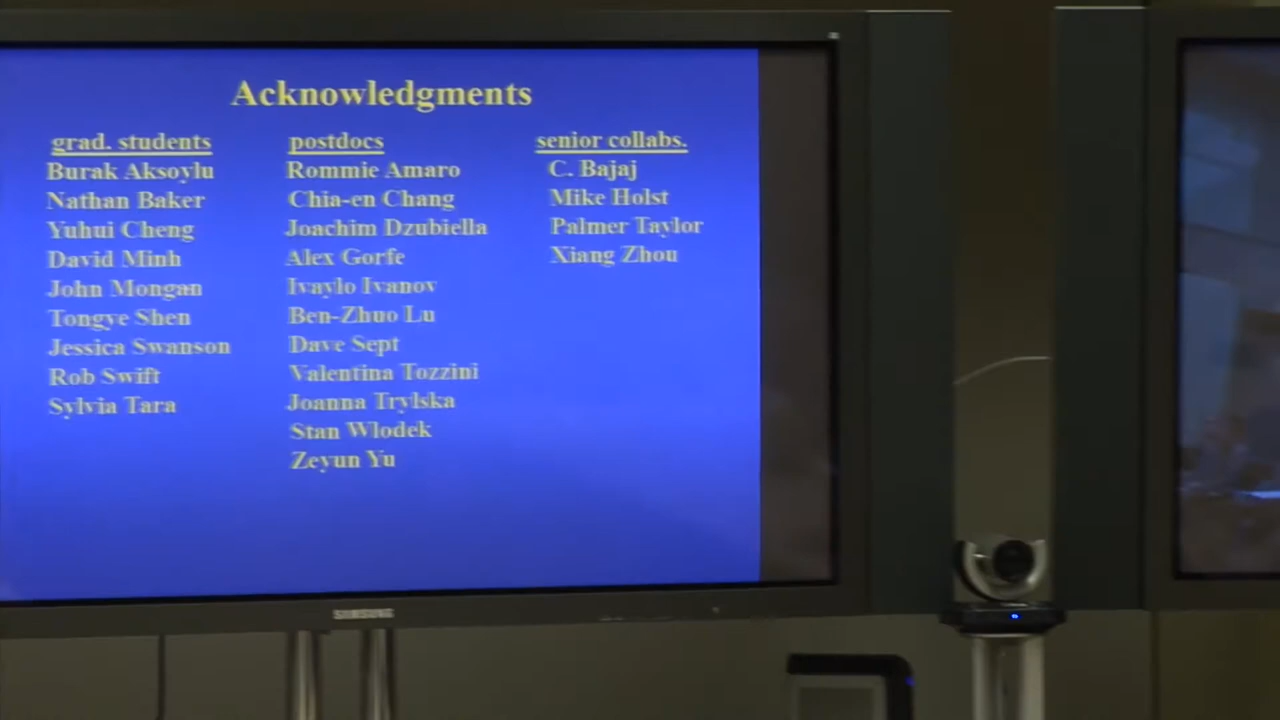 Acknowledgments
grad. students
Burak Aksoylu
Nathan Baker
Yuhui Cheng
David Minh
John Mongan
Tongye Shen
Jessica Swanson
Rob Swift
Sylvia Tara
postdocs
Rommie Amaro
Chia-en Chang
Joachim Dzubiella
Alex Gorfe
Ivaylo Ivanov
Ben-Zhuo Lu
Dave Sept
Valentina Tozzini
Joanna Trylska
Stan Wlodek
Zeyun Yu
senior collabs.
C. Bajaj
Mike Holst
Palmer Taylor
Xiang Zhou
SAMSUNG